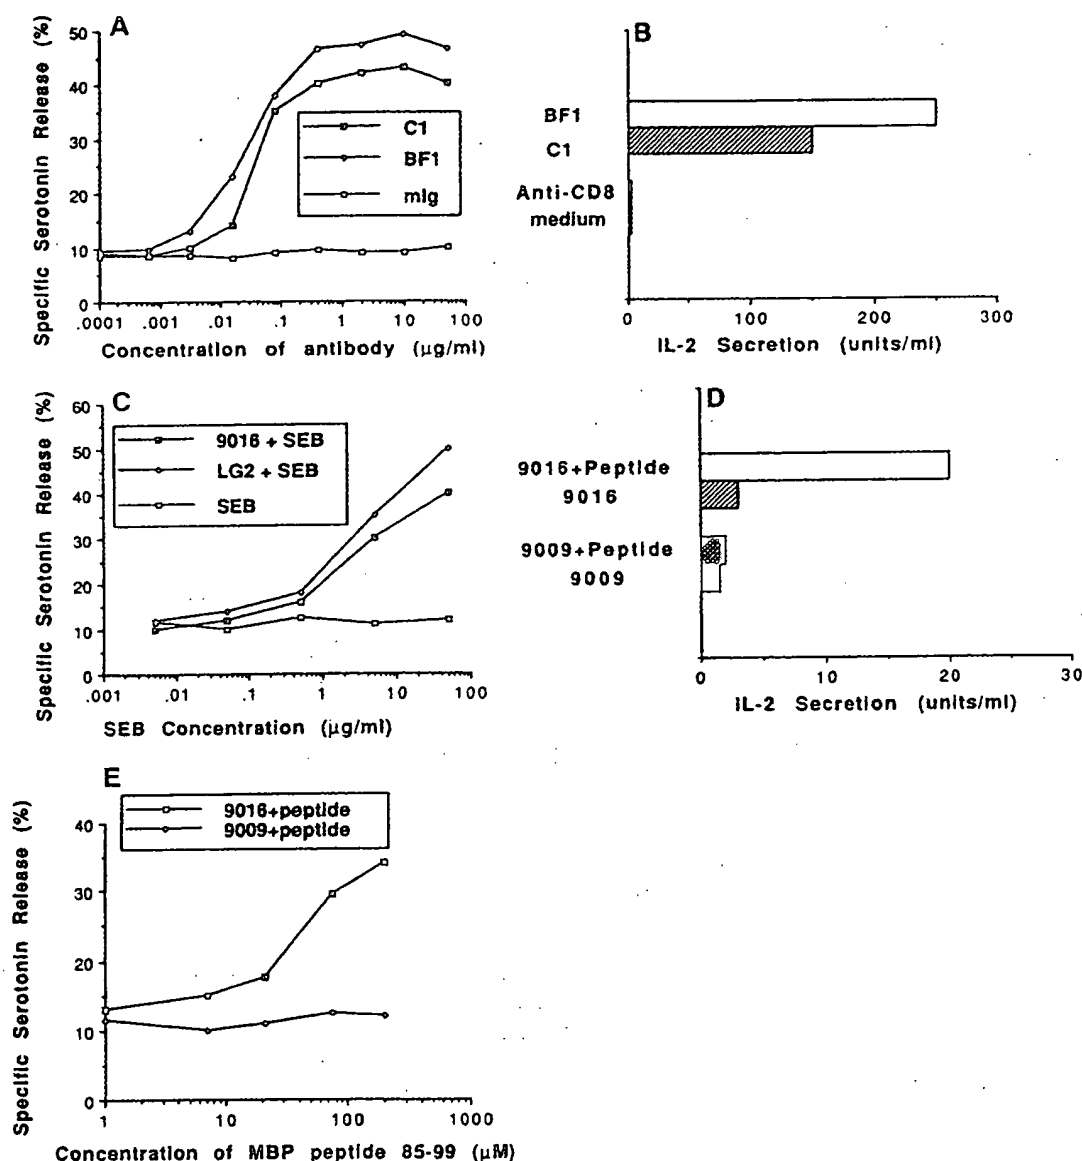 A
Specific Serotonin Release (%)
50
40
30
20
10
0
C1
BF1
mIg
.0001 .001 .01 .1 1 10 100
Concentration of antibody (µg/ml)
B
BF1
C1
Anti-CD8
medium
0 100 200 300
IL-2 Secretion (units/ml)
C
Specific Serotonin Release (%)
60
50
40
30
20
10
0
9016 + SEB
LG2 + SEB
SEB
.001 .01 .1 1 10 100
SEB Concentration (µg/ml)
D
9016+Peptide
9016
9009+Peptide
9009
0 10 20 30
IL-2 Secretion (units/ml)
E
Specific Serotonin Release (%)
40
30
20
10
0
9016+peptide
9009+peptide
1 10 100 1000
Concentration of MBP peptide 85-99 (µM)